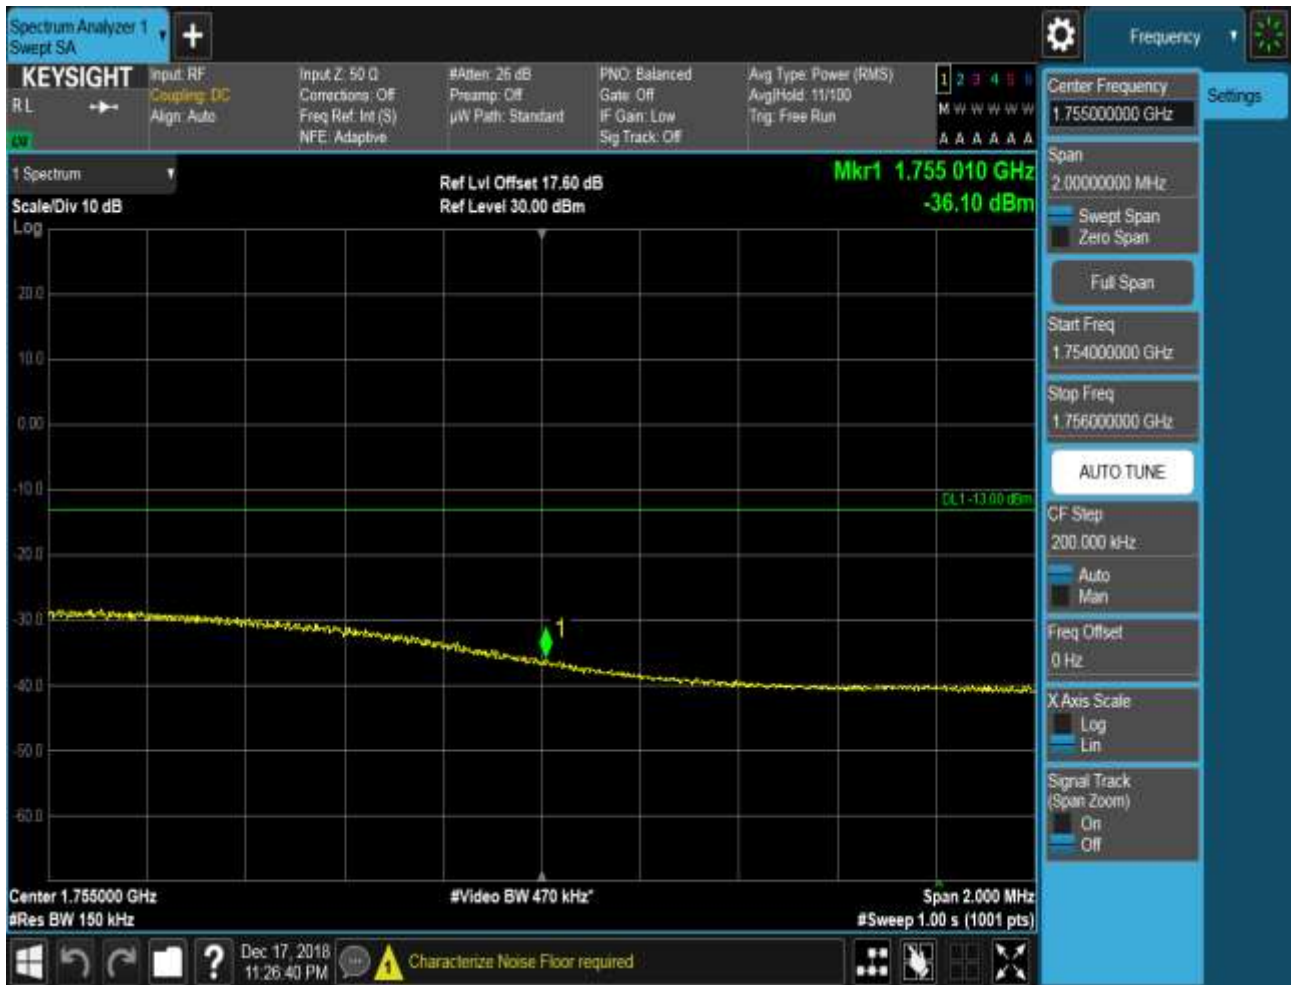 Spectrum Analyzer 1
Swept SA
Frequency
KEYSIGHT
R L
Input: RF
Coupling: DC
Align: Auto
Input Z: 50 Ω
Corrections: Off
Freq Ref: Int (S)
NFE: Adaptive
#Atten: 26 dB
Preamp: Off
µW Path: Standard
PNO: Balanced
Gate: Off
IF Gain: Low
Sig Track: Off
Avg Type: Power (RMS)
Avg|Hold: 11/100
Trig: Free Run
1 2 3 4 5 6
M W W W W W
A A A A A A
1 Spectrum
Scale/Div 10 dB
Log
Ref Lvl Offset 17.60 dB
Ref Level 30.00 dBm
Mkr1 1.755 010 GHz
-36.10 dBm
20.0
10.0
0.00
-10.0
DL1 -13.00 dBm
-20.0
-30.0
1
-40.0
-50.0
-60.0
Center 1.755000 GHz
#Res BW 150 kHz
#Video BW 470 kHz*
Span 2.000 MHz
#Sweep 1.00 s (1001 pts)
Center Frequency
1.755000000 GHz
Settings
Span
2.00000000 MHz
Swept Span
Zero Span
Full Span
Start Freq
1.754000000 GHz
Stop Freq
1.756000000 GHz
AUTO TUNE
CF Step
200.000 kHz
Auto
Man
Freq Offset
0 Hz
X Axis Scale
Log
Lin
Signal Track
(Span Zoom)
On
Off
?
Dec 17, 2018
11:26:40 PM
1
Characterize Noise Floor required